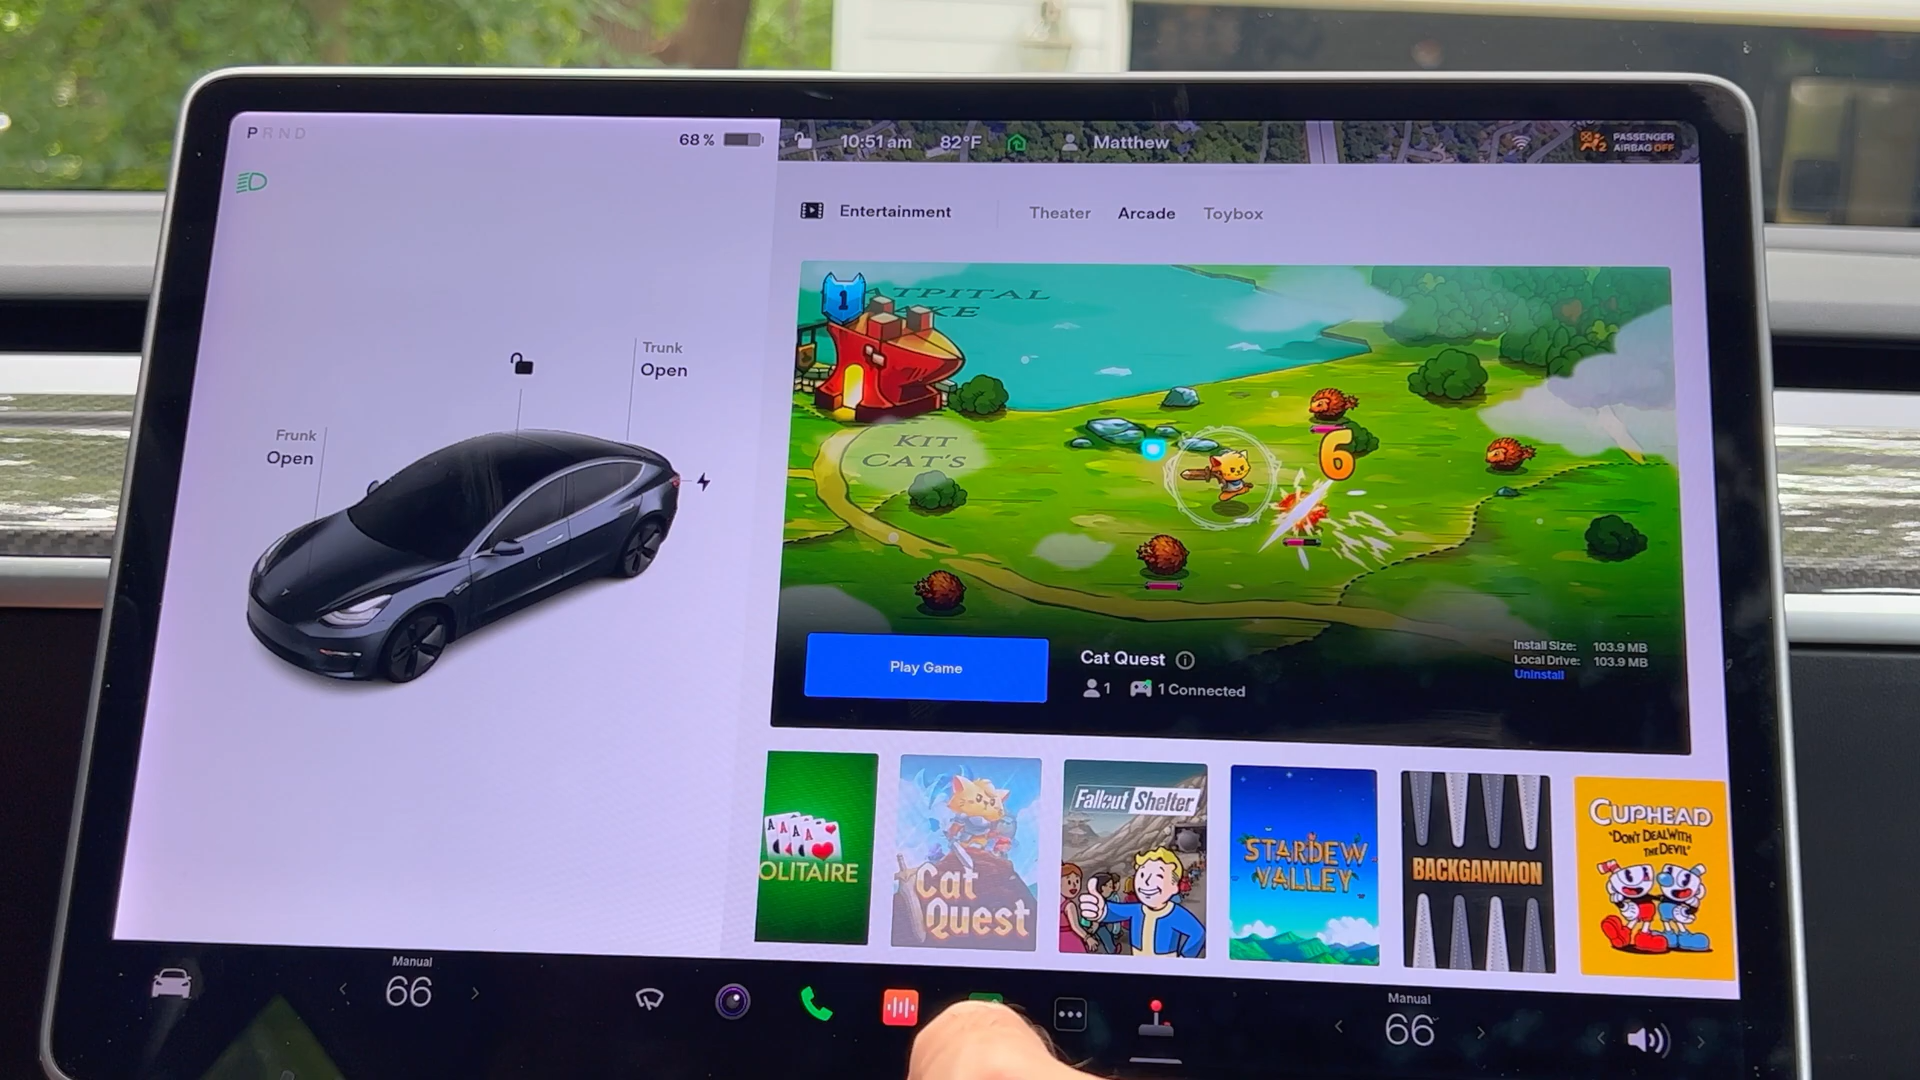 P R N D
68 %
10:51 am
82°F
Matthew
2
PASSENGER
AIRBAG OFF
Entertainment
Theater
Arcade
Toybox
Trunk
Open
Frunk
Open
1
KIT
CAT'S
6
Play Game
Cat Quest
1
1 Connected
Install Size: 103.9 MB
Local Drive: 103.9 MB
Uninstall
A A A A
OLITAIRE
Cat
Quest
Fallout Shelter
STARDEW
VALLEY
BACKGAMMON
CUPHEAD
"DON'T DEAL WITH
THE DEVIL"
Manual
66
Manual
66